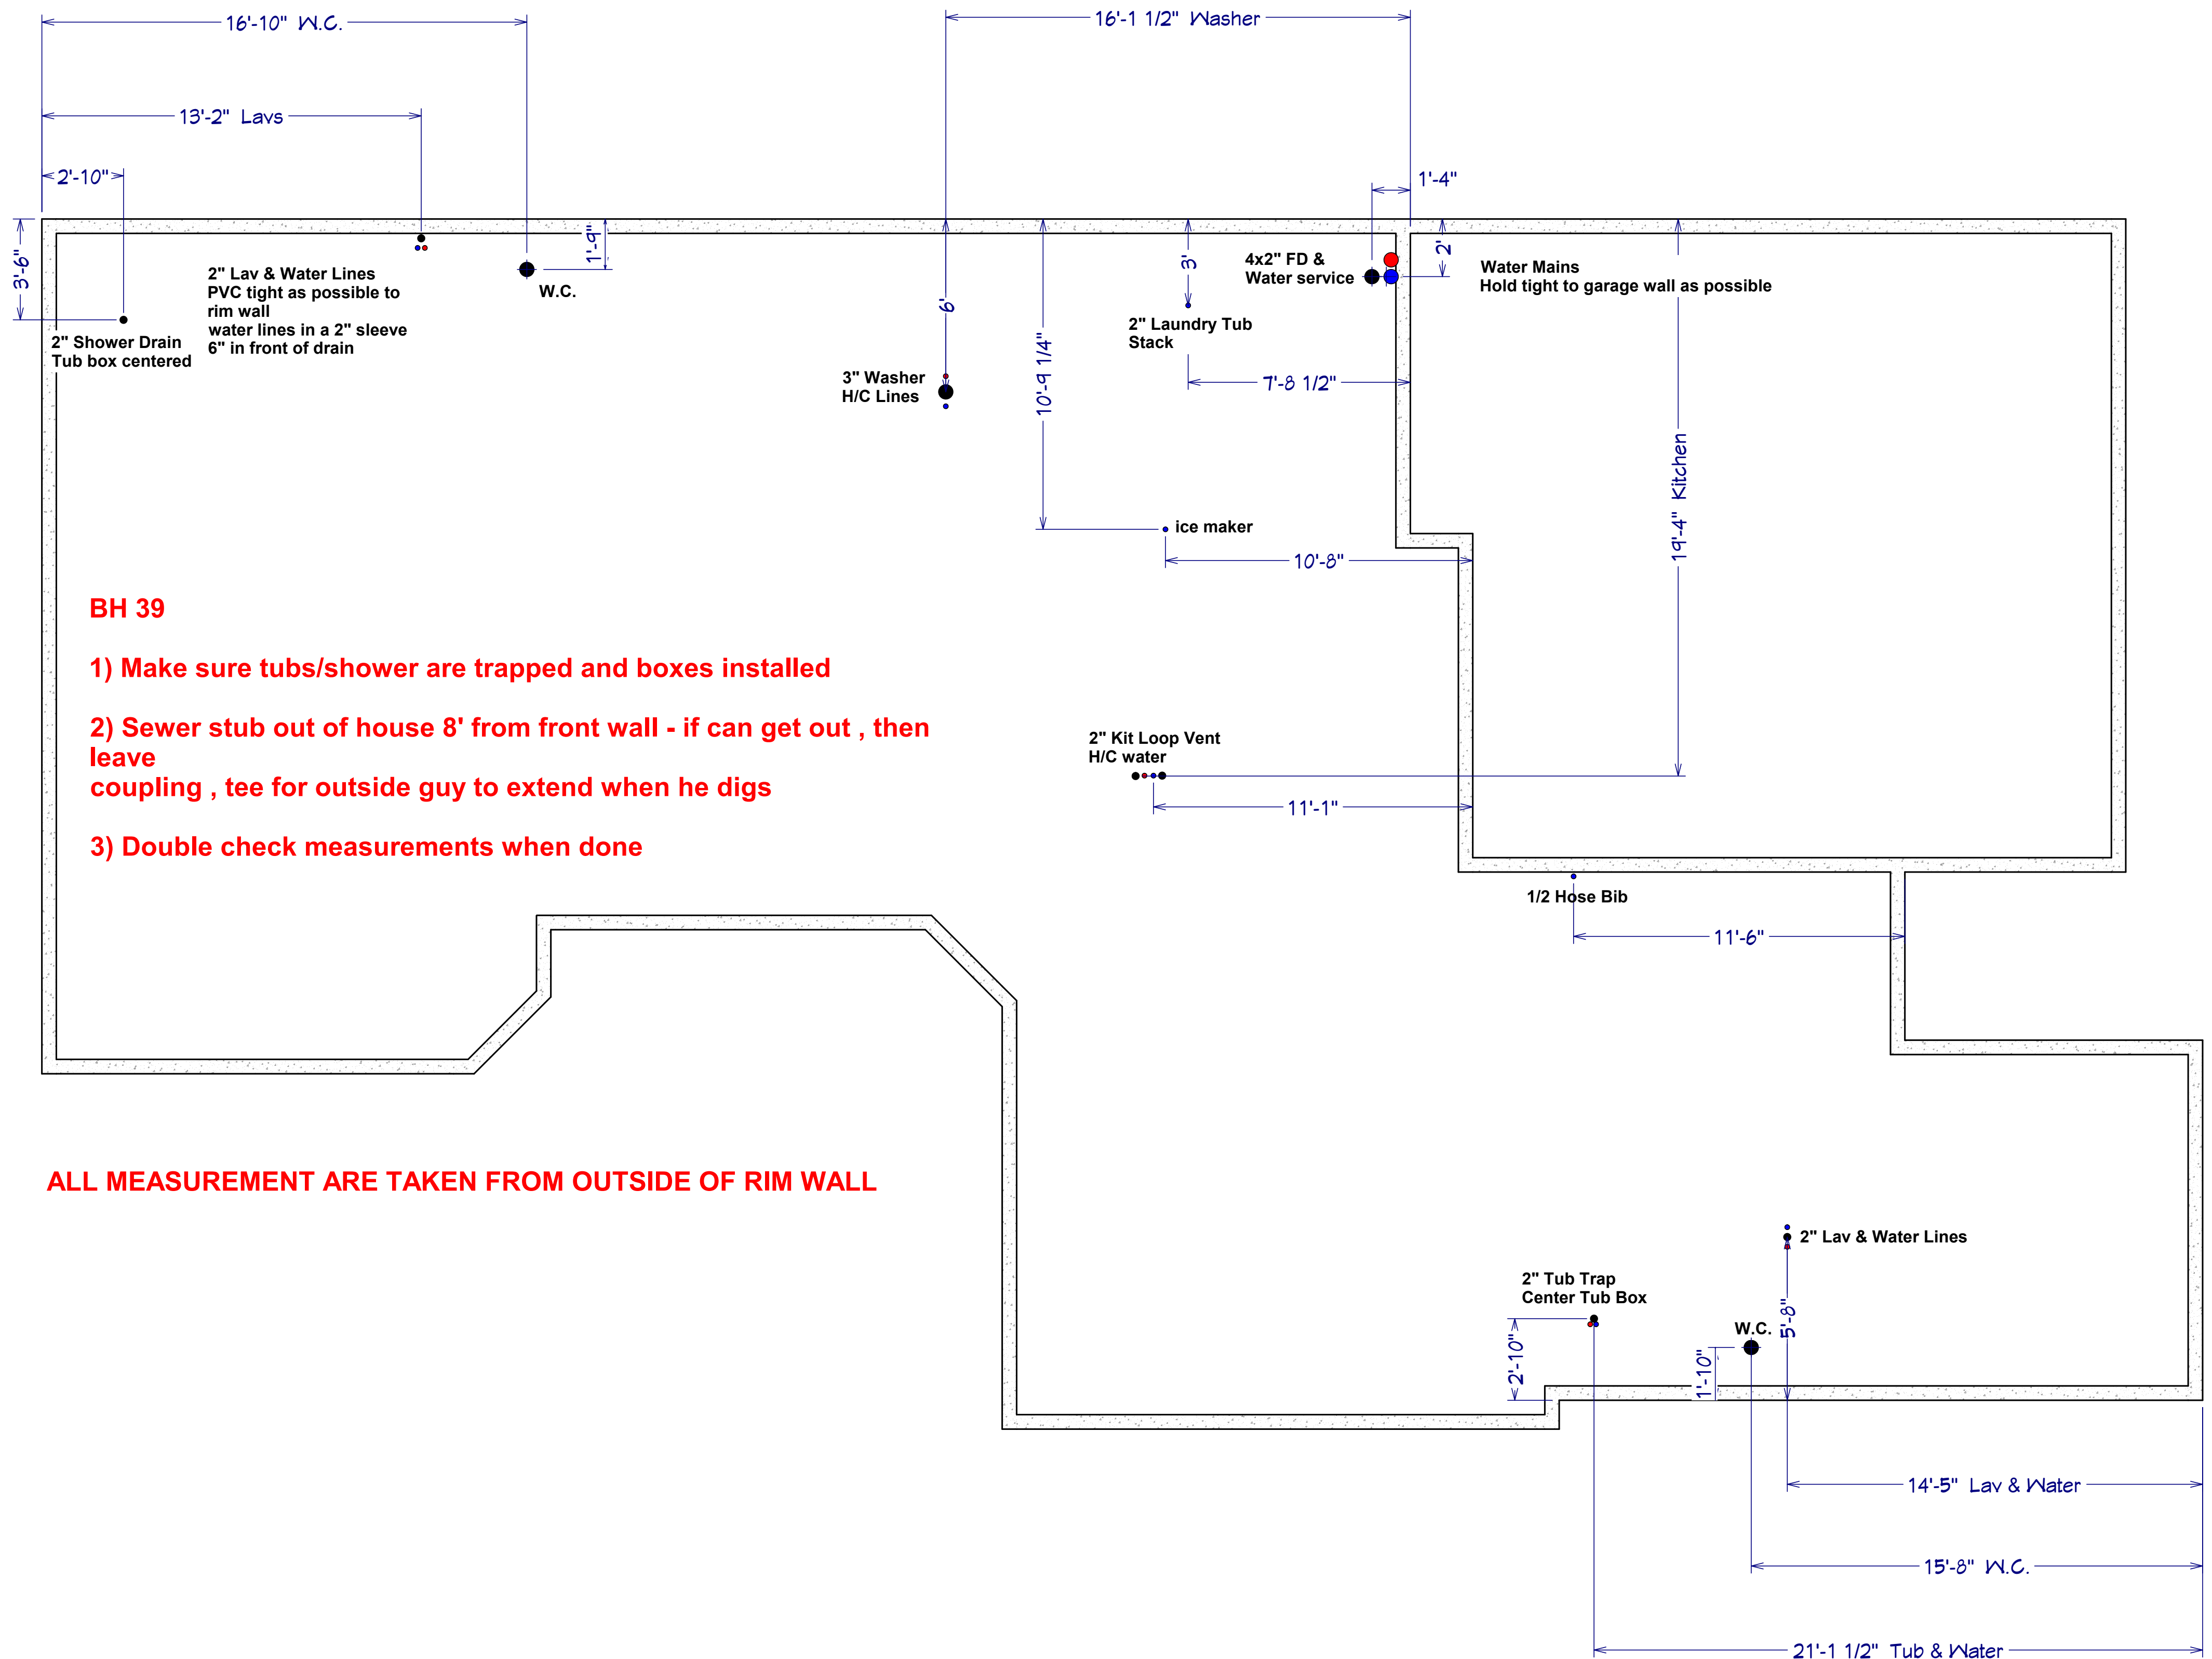 16'-10" W.C.
16'-1 1/2" Washer
13'-2" Lavs
2'-10"
1'-4"
3'-6"
1'-9"
6'
10'-9 1/4"
3'
2'
2" Lav & Water Lines
PVC tight as possible to
rim wall
water lines in a 2" sleeve
6" in front of drain
W.C.
4x2" FD &
Water service
Water Mains
Hold tight to garage wall as possible
2" Shower Drain
Tub box centered
2" Laundry Tub
Stack
3" Washer
H/C Lines
7'-8 1/2"
19'-4" Kitchen
ice maker
10'-8"
BH 39
1) Make sure tubs/shower are trapped and boxes installed
2) Sewer stub out of house 8' from front wall - if can get out , then
leave
coupling , tee for outside guy to extend when he digs
3) Double check measurements when done
2" Kit Loop Vent
H/C water
11'-1"
1/2 Hose Bib
11'-6"
ALL MEASUREMENT ARE TAKEN FROM OUTSIDE OF RIM WALL
2" Lav & Water Lines
2" Tub Trap
Center Tub Box
W.C.
5'-8"
2'-10"
1'-10"
14'-5" Lav & Water
15'-8" W.C.
21'-1 1/2" Tub & Water